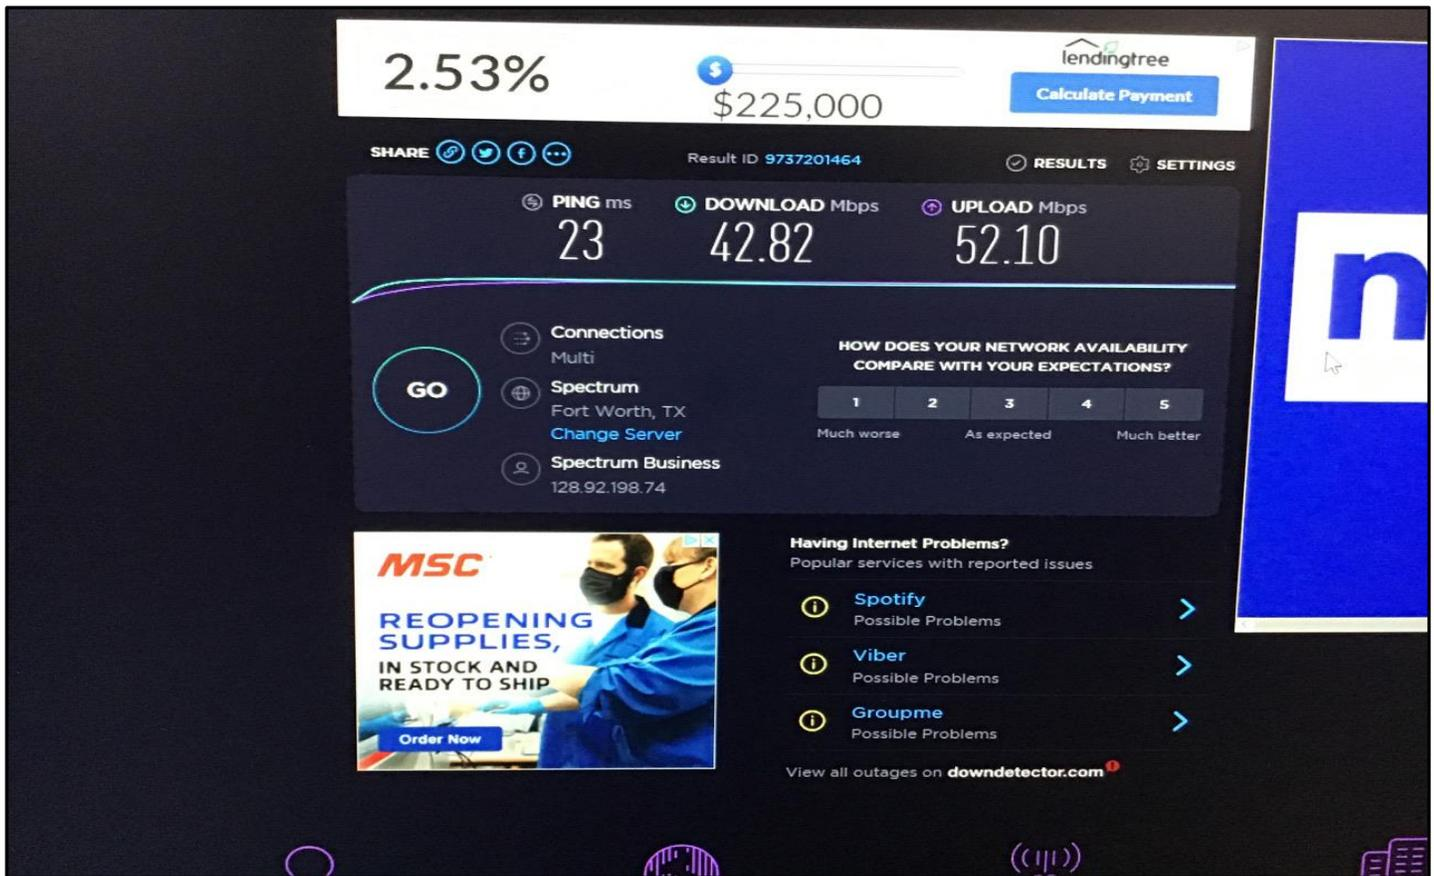 2.53%
$
$225,000
lendingtree
Calculate Payment
SHARE
Result ID 9737201464
RESULTS
SETTINGS
PING ms
23
DOWNLOAD Mbps
42.82
UPLOAD Mbps
52.10
GO
Connections
Multi
Spectrum
Fort Worth, TX
Change Server
Spectrum Business
128.92.198.74
HOW DOES YOUR NETWORK AVAILABILITY
COMPARE WITH YOUR EXPECTATIONS?
1 2 3 4 5
Much worse As expected Much better
MSC
REOPENING
SUPPLIES,
IN STOCK AND
READY TO SHIP
Order Now
Having Internet Problems?
Popular services with reported issues
Spotify
Possible Problems
Viber
Possible Problems
Groupme
Possible Problems
View all outages on downdetector.com
n